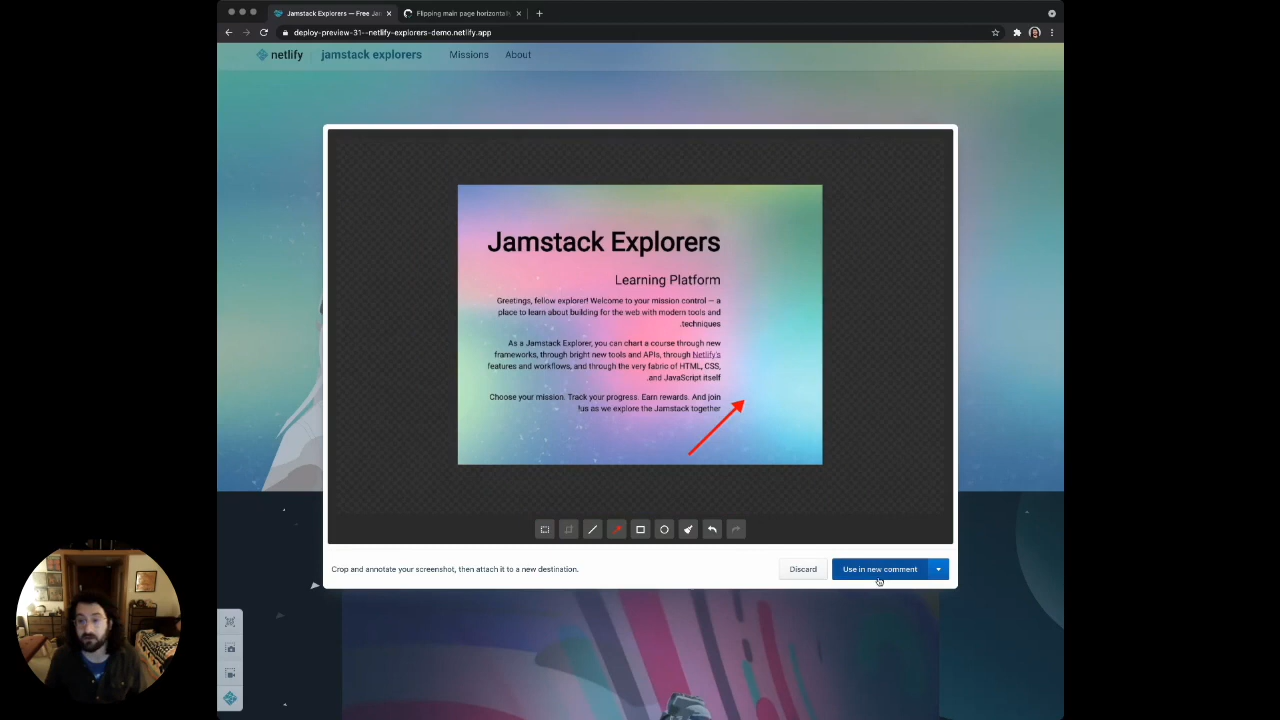 Jamstack Explorers — Free Jam
Flipping main page horizontally
deploy-preview-31--netlify-explorers-demo.netlify.app
netlify
jamstack explorers
Missions
About
Jamstack Explorers
Learning Platform
Greetings, fellow explorer! Welcome to your mission control — a
place to learn about building for the web with modern tools and
.techniques
As a Jamstack Explorer, you can chart a course through new
frameworks, through bright new tools and APIs, through Netlify's
features and workflows, and through the very fabric of HTML, CSS,
.and JavaScript itself
Choose your mission. Track your progress. Earn rewards. And join
!us as we explore the Jamstack together
Crop and annotate your screenshot, then attach it to a new destination.
Discard
Use in new comment